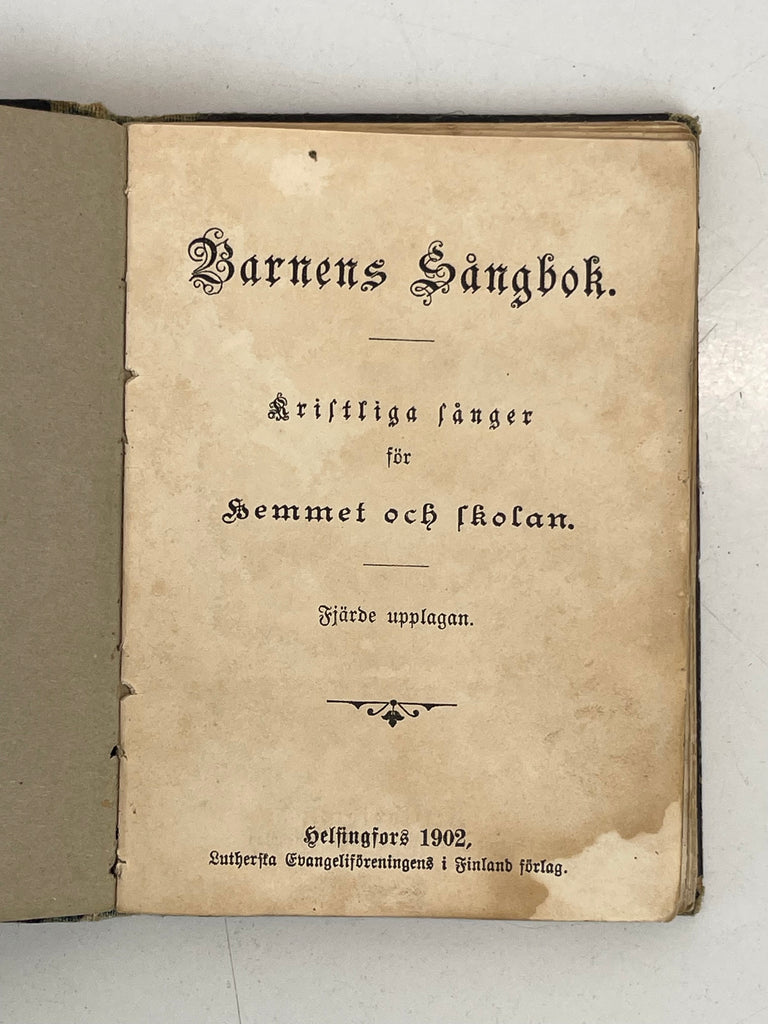 Barnens Sångbok.
Kristliga sånger
för
Hemmet och skolan.
Fjärde upplagan.
Helsingfors 1902,
Lutherska Evangeliföreningens i Finland förlag.